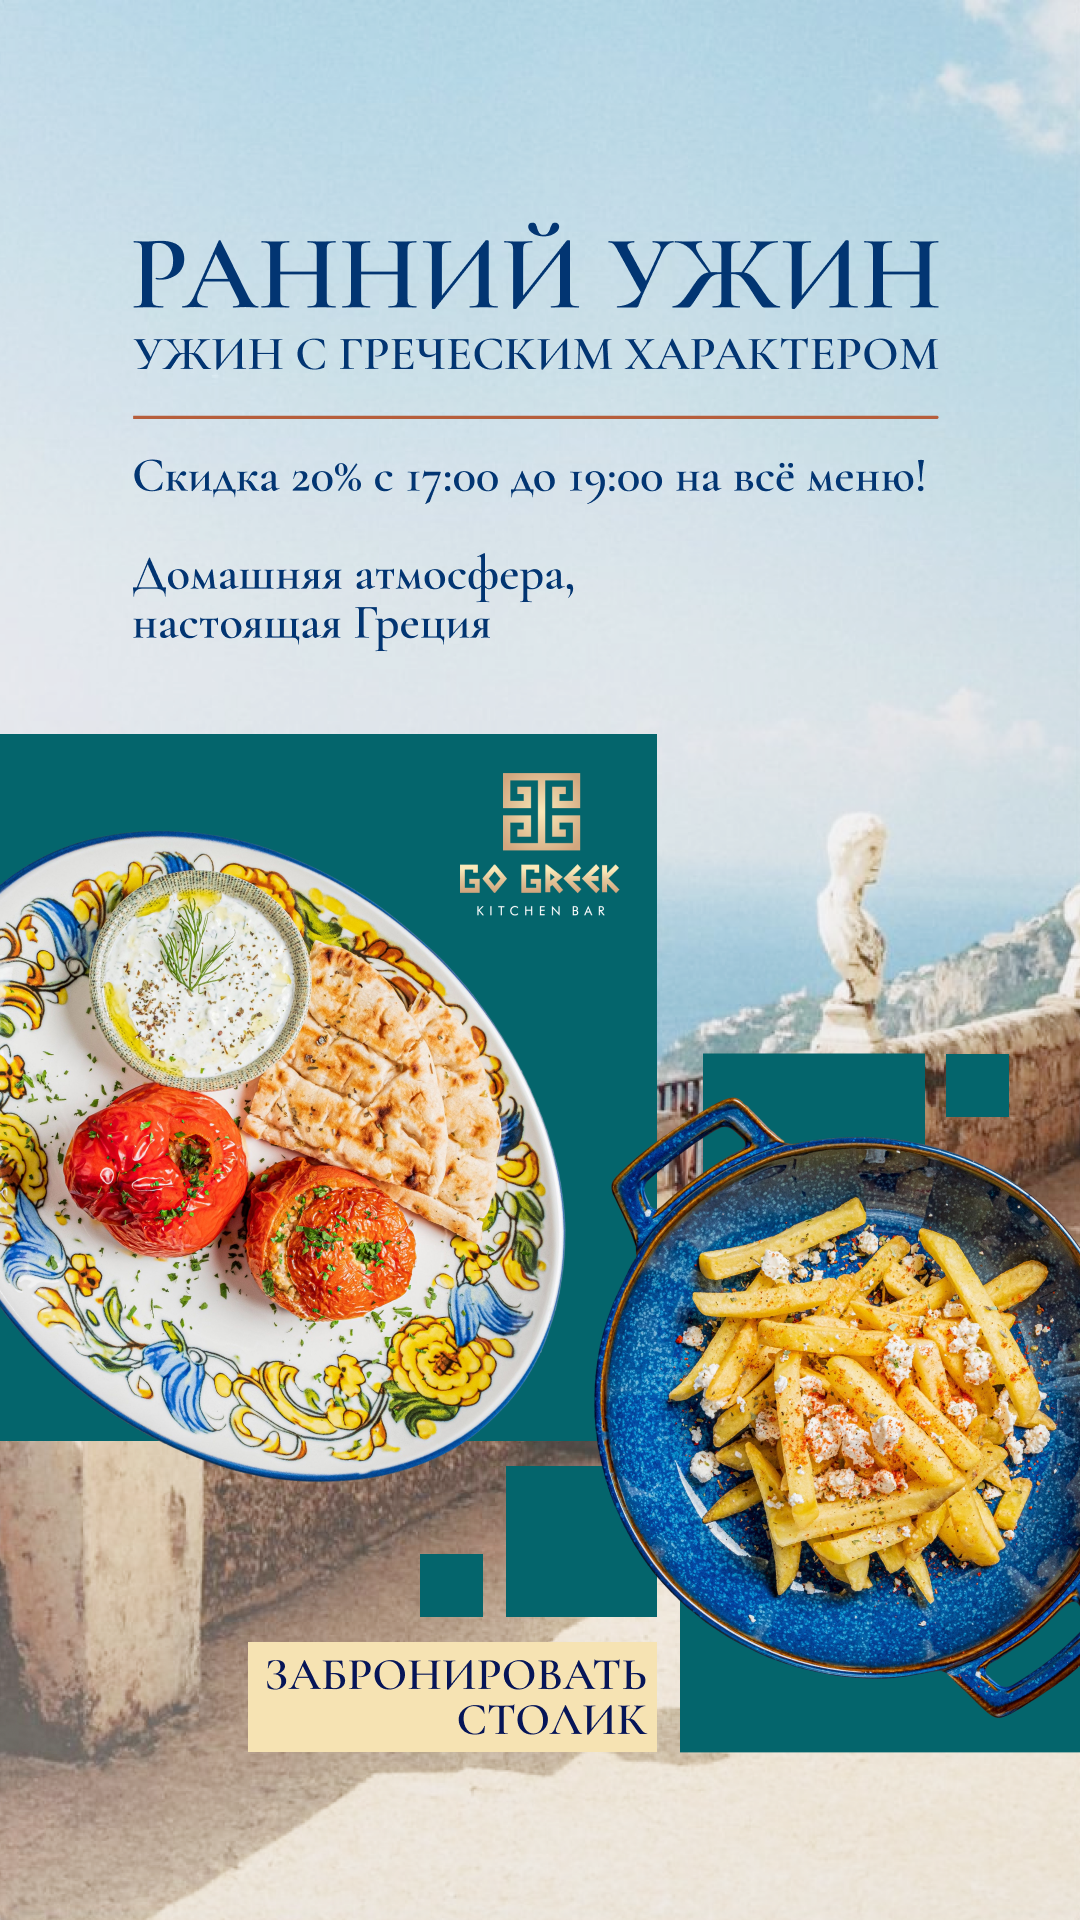 РАННИЙ УЖИН
УЖИН С ГРЕЧЕСКИМ ХАРАКТЕРОМ
Скидка 20% с 17:00 до 19:00 на всё меню!
Домашняя атмосфера,
настоящая Греция
GO GREEK
KITCHEN BAR
ЗАБРОНИРОВАТЬ
СТОЛИК